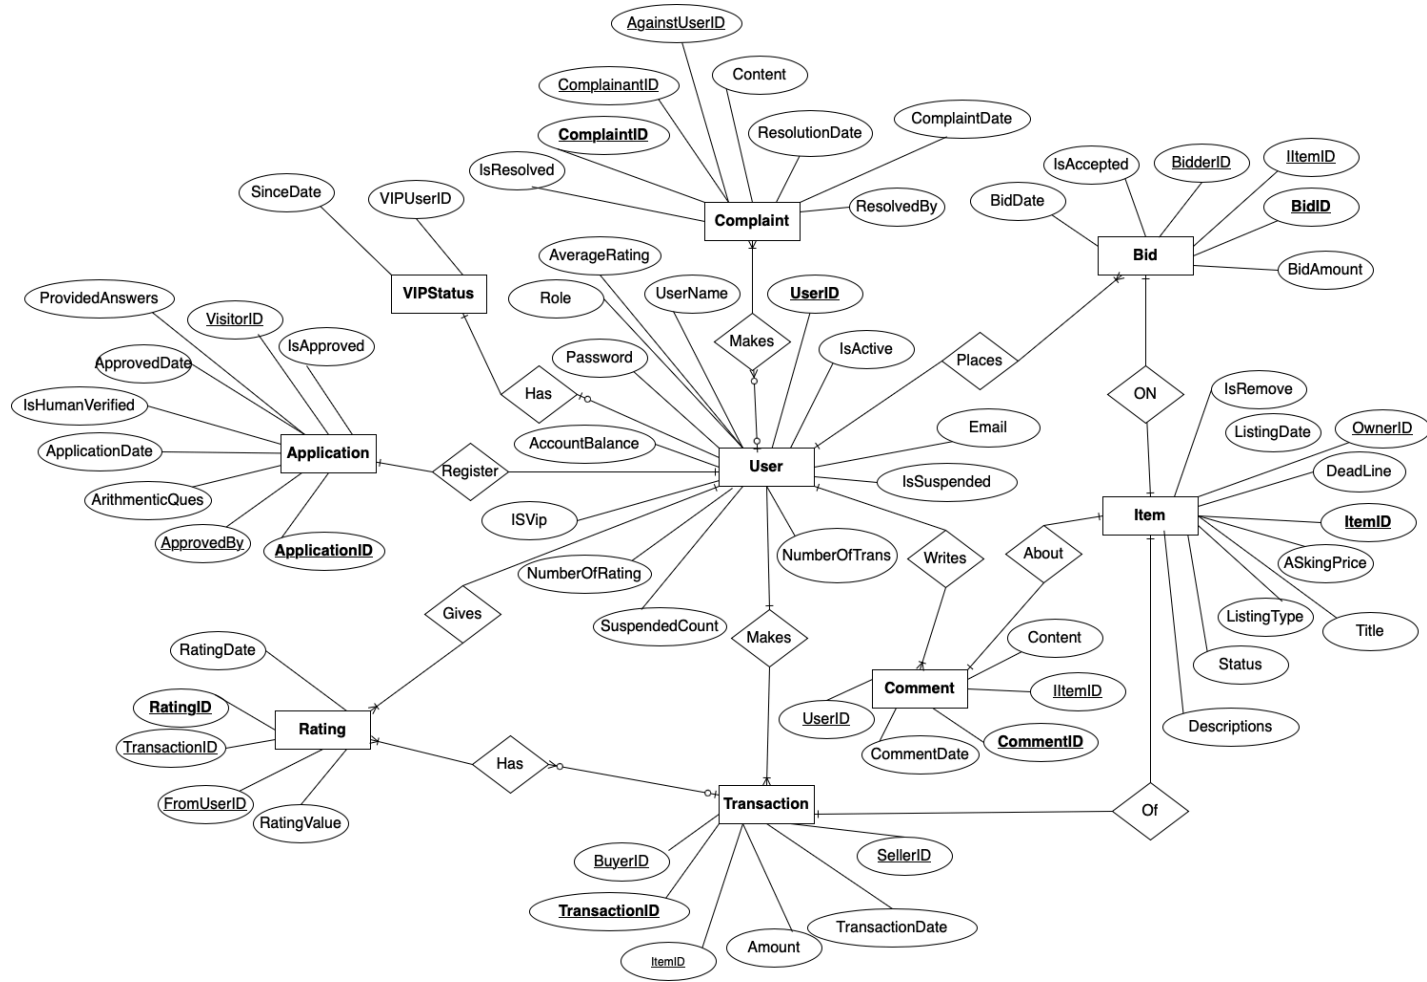 AgainstUserID
ComplainantID
Content
ComplaintID
ResolutionDate
ComplaintDate
IsResolved
ResolvedBy
Complaint
SinceDate
VIPUserID
VIPStatus
IsAccepted
BidderID
IItemID
BidDate
BidID
Bid
BidAmount
AverageRating
Role
UserName
UserID
Makes
IsActive
Password
Has
AccountBalance
Places
ON
ProvidedAnswers
VisitorID
IsApproved
ApprovedDate
IsHumanVerified
ApplicationDate
Application
ArithmenticQues
ApprovedBy
ApplicationID
Register
User
Email
IsSuspended
ISVip
NumberOfRating
SuspendedCount
NumberOfTrans
IsRemove
ListingDate
OwnerID
DeadLine
Item
ItemID
ASkingPrice
ListingType
Title
Status
Descriptions
Writes
About
Gives
Makes
RatingDate
RatingID
TransactionID
Rating
FromUserID
RatingValue
Has
Content
Comment
IItemID
UserID
CommentID
CommentDate
Transaction
Of
BuyerID
SellerID
TransactionID
TransactionDate
ItemID
Amount